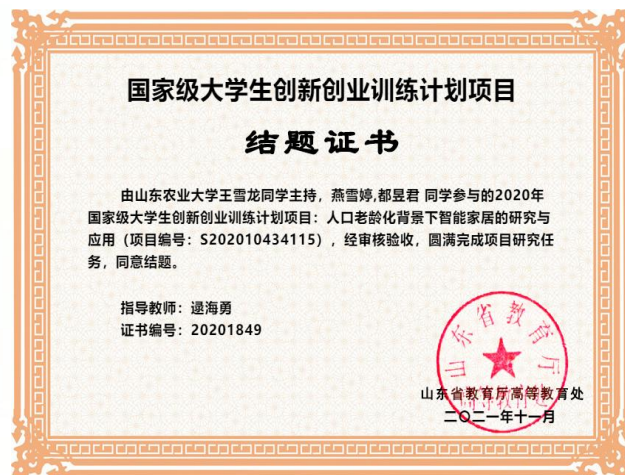 国家级大学生创新创业训练计划项目
结题证书
由山东农业大学王雪龙同学主持，燕雪婷,都昱君 同学参与的2020年
国家级大学生创新创业训练计划项目：人口老龄化背景下智能家居的研究与
应用（项目编号：S202010434115），经审核验收，圆满完成项目研究任
务，同意结题。
指导教师：逯海勇
证书编号：20201849
山东省教育厅
高等教育处
山东省教育厅高等教育处
二〇二一年十一月